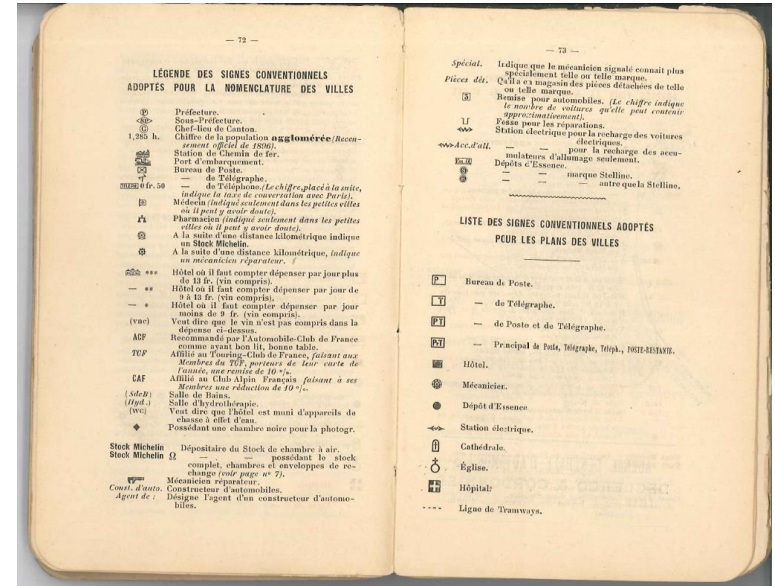 — 72 —
LÉGENDE DES SIGNES CONVENTIONNELS
ADOPTÉS POUR LA NOMENCLATURE DES VILLES
P Préfecture.
<SP> Sous-Préfecture.
C Chef-lieu de Canton.
1,285 h. Chiffre de la population agglomérée (Recen-
sement officiel de 1896).
Station de Chemin de fer.
Port d'embarquement.
Bureau de Poste.
— de Télégraphe.
0 fr. 50 — de Téléphone. (Le chiffre, placé à la suite,
indique la taxe de conversation avec Paris).
Médecin (indiqué seulement dans les petites villes
où il peut y avoir doute).
Pharmacien (indiqué seulement dans les petites
villes où il peut y avoir doute).
A la suite d'une distance kilométrique indique
un Stock Michelin.
A la suite d'une distance kilométrique, indique
un mécanicien réparateur.
*** Hôtel où il faut compter dépenser par jour plus
de 13 fr. (vin compris).
— ** Hôtel où il faut compter dépenser par jour de
9 à 13 fr. (vin compris).
— * Hôtel où il faut compter dépenser par jour
moins de 9 fr. (vin compris).
(vnc) Veut dire que le vin n'est pas compris dans la
dépense ci-dessus.
ACF Recommandé par l'Automobile-Club de France
comme ayant bon lit, bonne table.
TCF Affilié au Touring-Club de France, faisant aux
Membres du TCF, porteurs de leur carte de
l'année, une remise de 10 %.
CAF Affilié au Club Alpin Français faisant à ses
Membres une réduction de 10 %.
(SdeB) Salle de Bains.
(Hyd.) Salle d'hydrothérapie.
(wc) Veut dire que l'hôtel est muni d'appareils de
chasse à effet d'eau.
Possédant une chambre noire pour la photogr.
Stock Michelin Dépositaire du Stock de chambre à air.
Stock Michelin Ω — — possédant le stock
complet, chambres et enveloppes de re-
change (voir page n° 7).
Mécanicien réparateur.
Const. d'auto. Constructeur d'automobiles.
Agent de : Désigne l'agent d'un constructeur d'automo-
biles.
— 73 —
Spécial. Indique que le mécanicien signalé connaît plus
spécialement telle ou telle marque.
Pièces dét. Qu'il a en magasin des pièces détachées de telle
ou telle marque.
3 Remise pour automobiles. (Le chiffre indique
le nombre de voitures qu'elle peut contenir
approximativement).
U Fosse pour les réparations.
Station électrique pour la recharge des voitures
électriques.
Acc. d'all. — — pour la recharge des accu-
mulateurs d'allumage seulement.
Dépôts d'Essence.
— — marque Stelline.
— — autre que la Stelline.
LISTE DES SIGNES CONVENTIONNELS ADOPTÉS
POUR LES PLANS DES VILLES
P Bureau de Poste.
T — de Télégraphe.
PT — de Poste et de Télégraphe.
— Principal de Poste, Télégraphe, Téléph., POSTE-RESTANTE.
Hôtel.
Mécanicien.
Dépôt d'Essence
Station électrique.
Cathédrale.
Église.
Hôpital.
Ligne de Tramways.